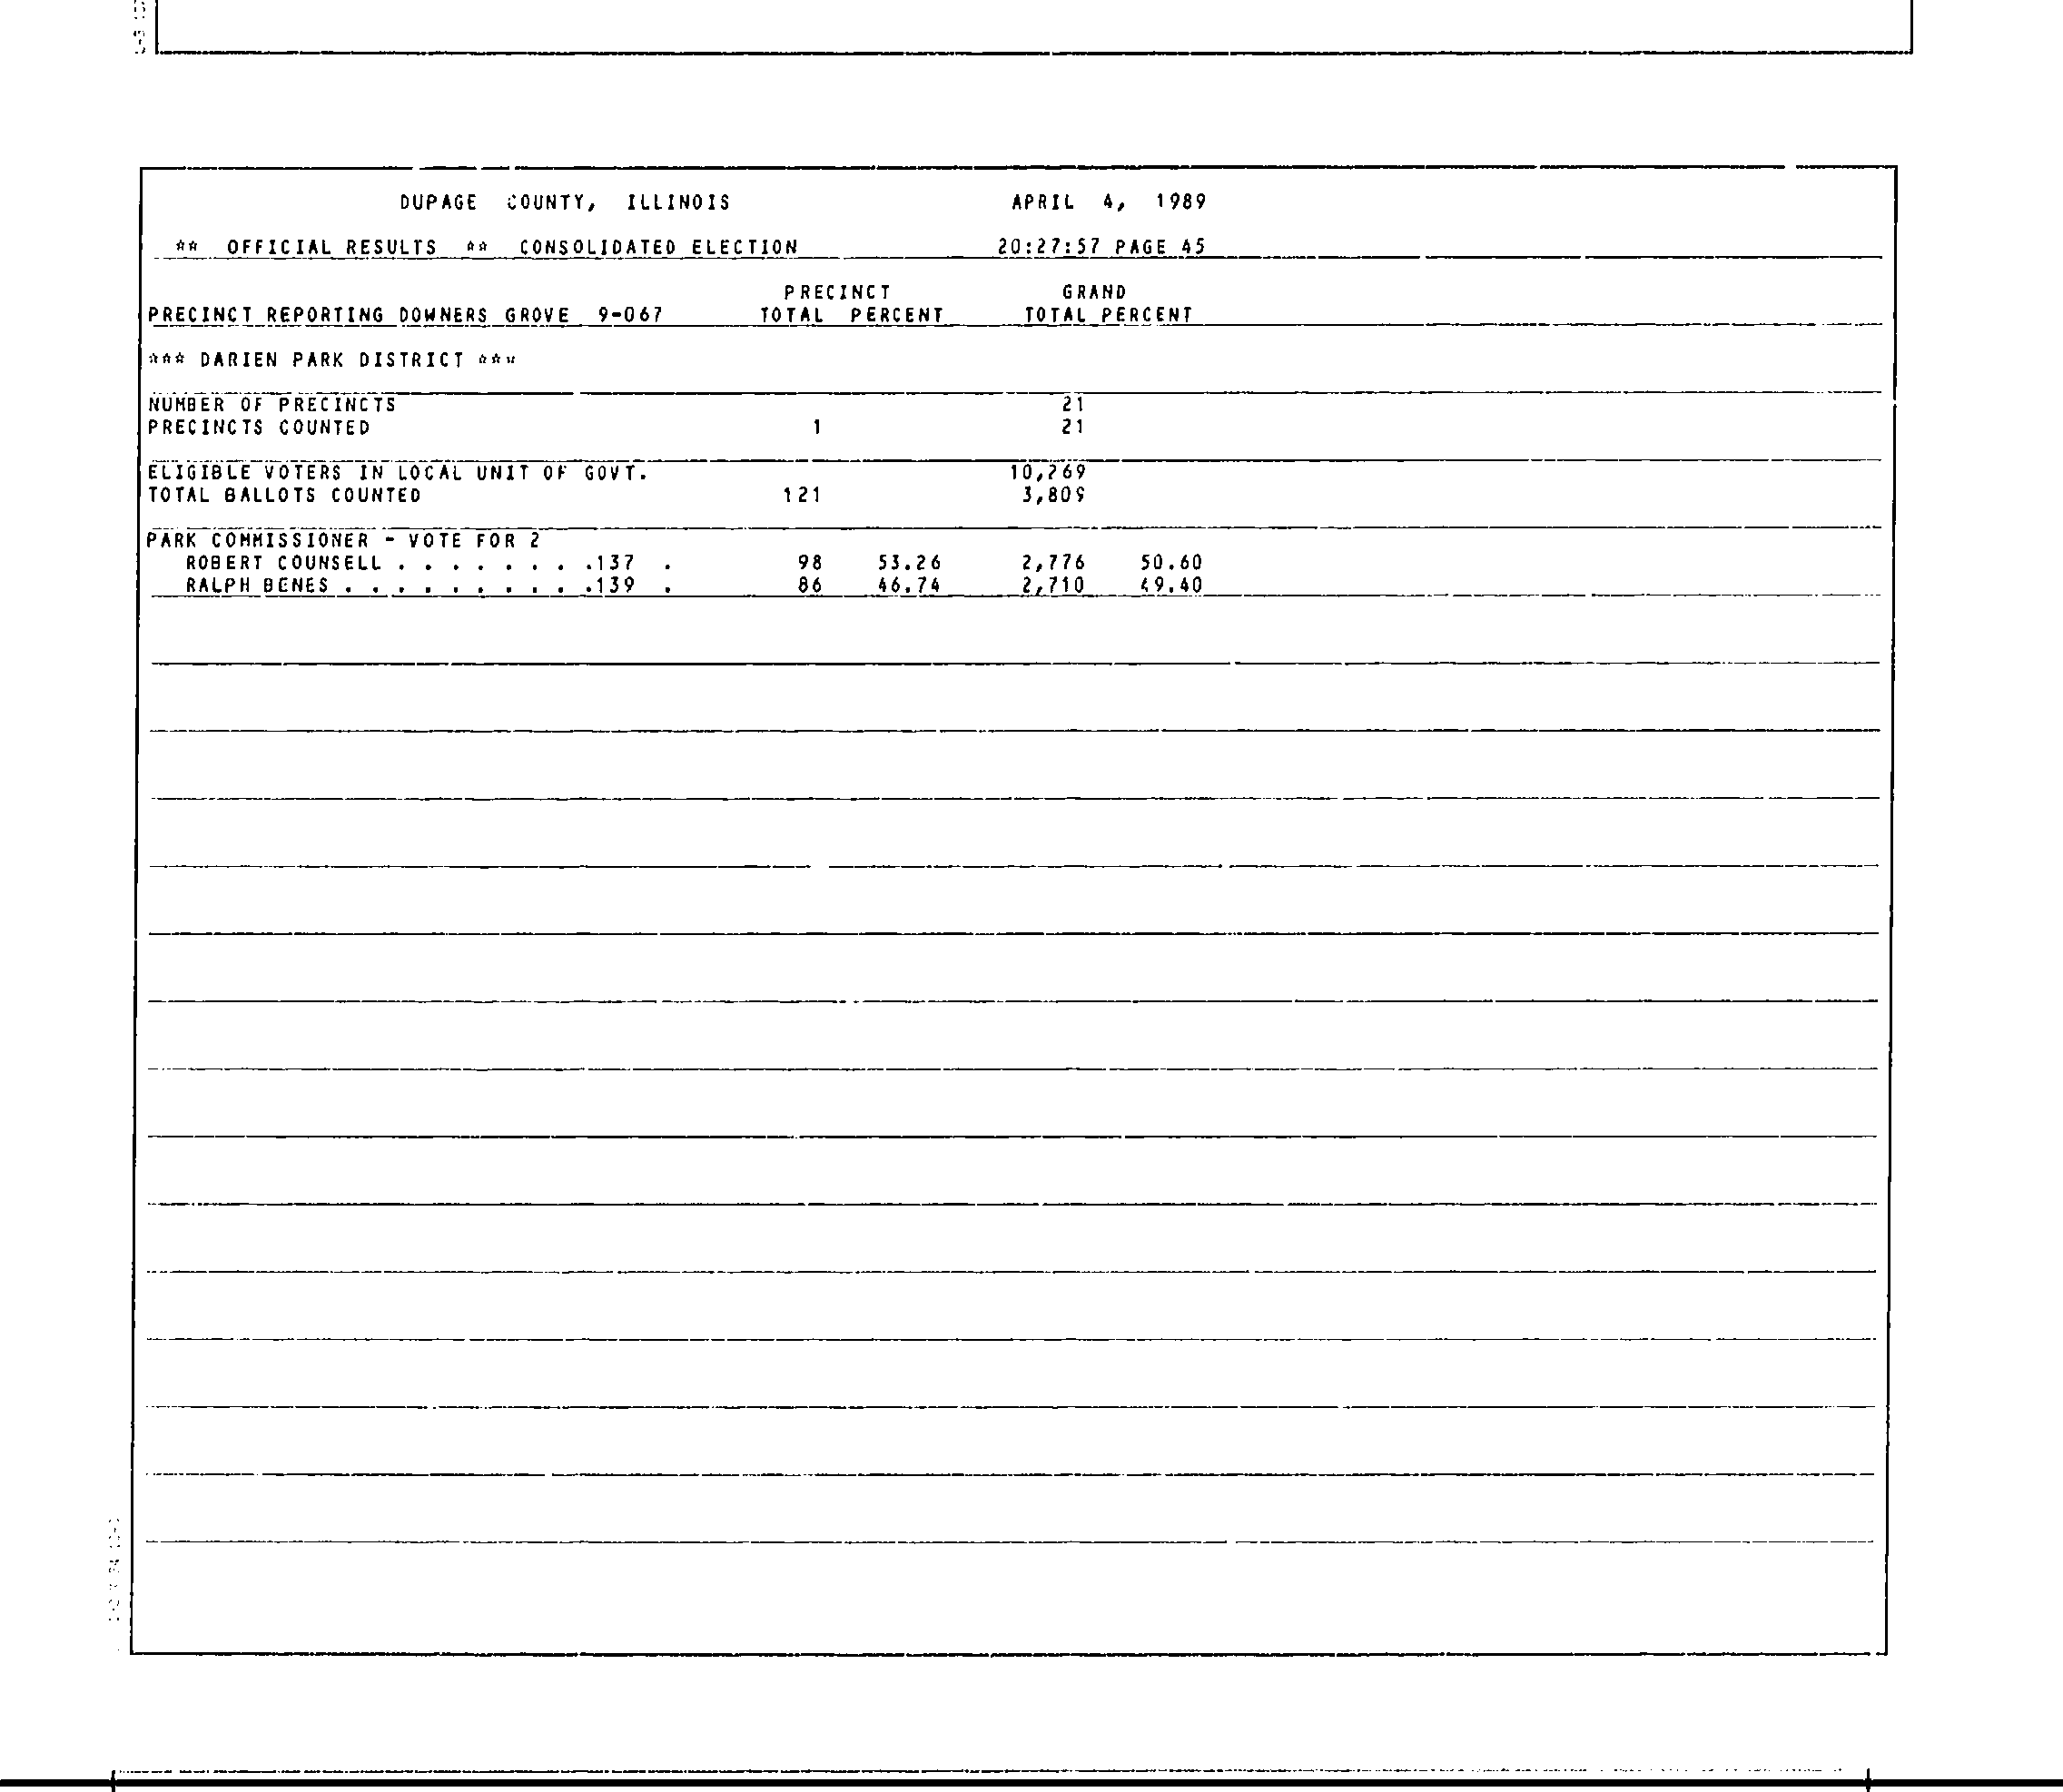 DUPAGE COUNTY, ILLINOIS APRIL 4, 1989
** OFFICIAL RESULTS ** CONSOLIDATED ELECTION 20:27:57 PAGE 45
PRECINCT GRAND
PRECINCT REPORTING DOWNERS GROVE 9-067 TOTAL PERCENT TOTAL PERCENT
*** DARIEN PARK DISTRICT ***
NUMBER OF PRECINCTS 21
PRECINCTS COUNTED 1 21
ELIGIBLE VOTERS IN LOCAL UNIT OF GOVT. 10,269
TOTAL BALLOTS COUNTED 121 3,809
PARK COMMISSIONER - VOTE FOR 2
ROBERT COUNSELL . . . . . . . .137 . 98 53.26 2,776 50.60
RALPH BENES . . . . . . . . . .139 . 86 46.74 2,710 49.40